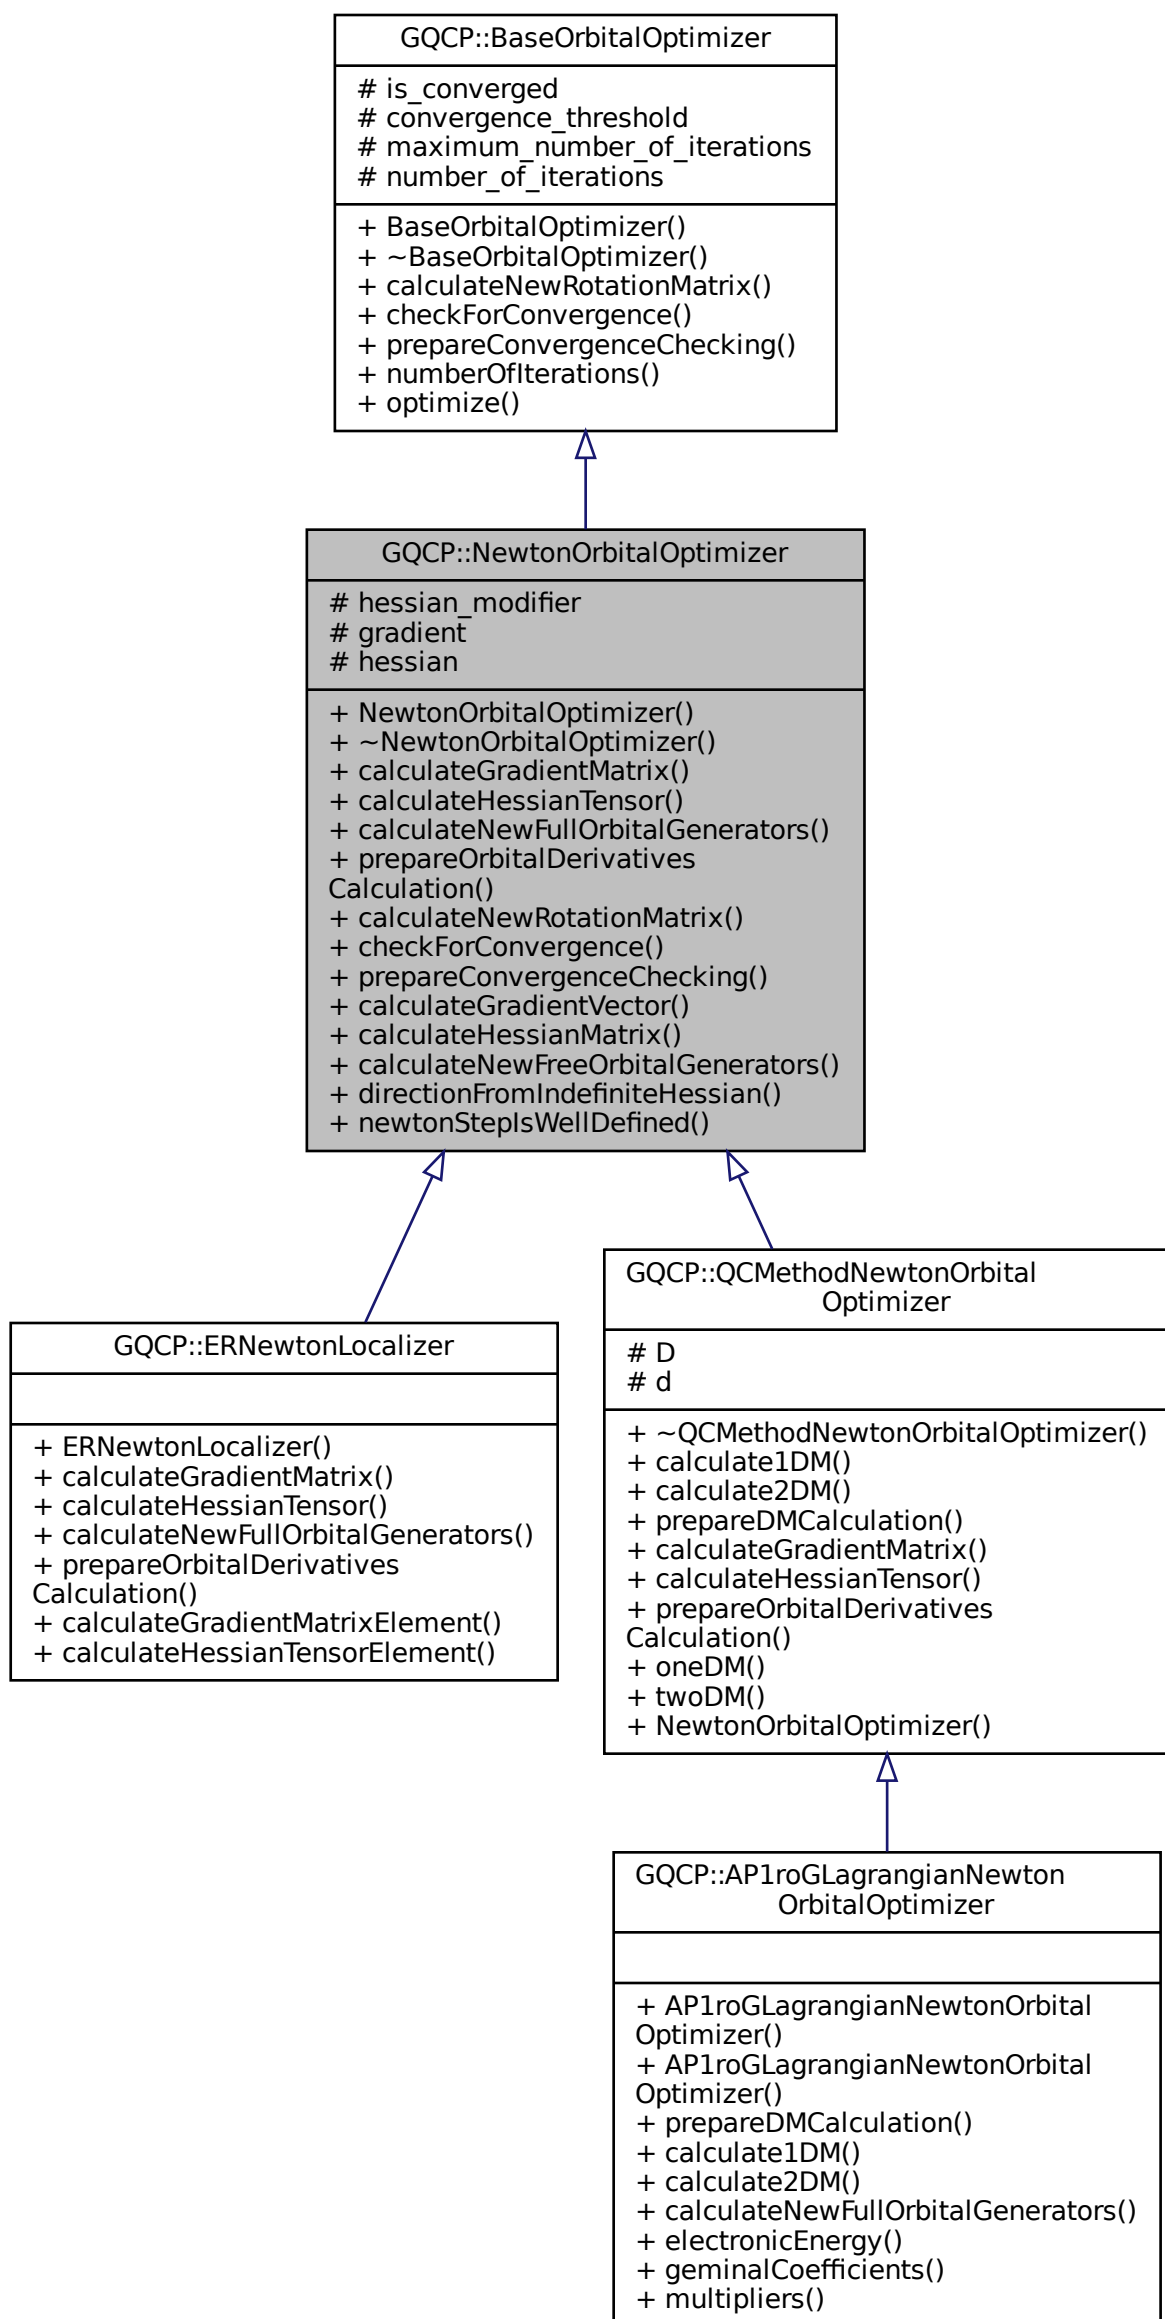 GQCP::BaseOrbitalOptimizer
# is_converged
# convergence_threshold
# maximum_number_of_iterations
# number_of_iterations
+ BaseOrbitalOptimizer()
+ ~BaseOrbitalOptimizer()
+ calculateNewRotationMatrix()
+ checkForConvergence()
+ prepareConvergenceChecking()
+ numberOfIterations()
+ optimize()
GQCP::NewtonOrbitalOptimizer
# hessian_modifier
# gradient
# hessian
+ NewtonOrbitalOptimizer()
+ ~NewtonOrbitalOptimizer()
+ calculateGradientMatrix()
+ calculateHessianTensor()
+ calculateNewFullOrbitalGenerators()
+ prepareOrbitalDerivatives
Calculation()
+ calculateNewRotationMatrix()
+ checkForConvergence()
+ prepareConvergenceChecking()
+ calculateGradientVector()
+ calculateHessianMatrix()
+ calculateNewFreeOrbitalGenerators()
+ directionFromIndefiniteHessian()
+ newtonStepIsWellDefined()
GQCP::ERNewtonLocalizer
+ ERNewtonLocalizer()
+ calculateGradientMatrix()
+ calculateHessianTensor()
+ calculateNewFullOrbitalGenerators()
+ prepareOrbitalDerivatives
Calculation()
+ calculateGradientMatrixElement()
+ calculateHessianTensorElement()
GQCP::QCMethodNewtonOrbital
Optimizer
# D
# d
+ ~QCMethodNewtonOrbitalOptimizer()
+ calculate1DM()
+ calculate2DM()
+ prepareDMCalculation()
+ calculateGradientMatrix()
+ calculateHessianTensor()
+ prepareOrbitalDerivatives
Calculation()
+ oneDM()
+ twoDM()
+ NewtonOrbitalOptimizer()
GQCP::AP1roGLagrangianNewton
OrbitalOptimizer
+ AP1roGLagrangianNewtonOrbital
Optimizer()
+ AP1roGLagrangianNewtonOrbital
Optimizer()
+ prepareDMCalculation()
+ calculate1DM()
+ calculate2DM()
+ calculateNewFullOrbitalGenerators()
+ electronicEnergy()
+ geminalCoefficients()
+ multipliers()